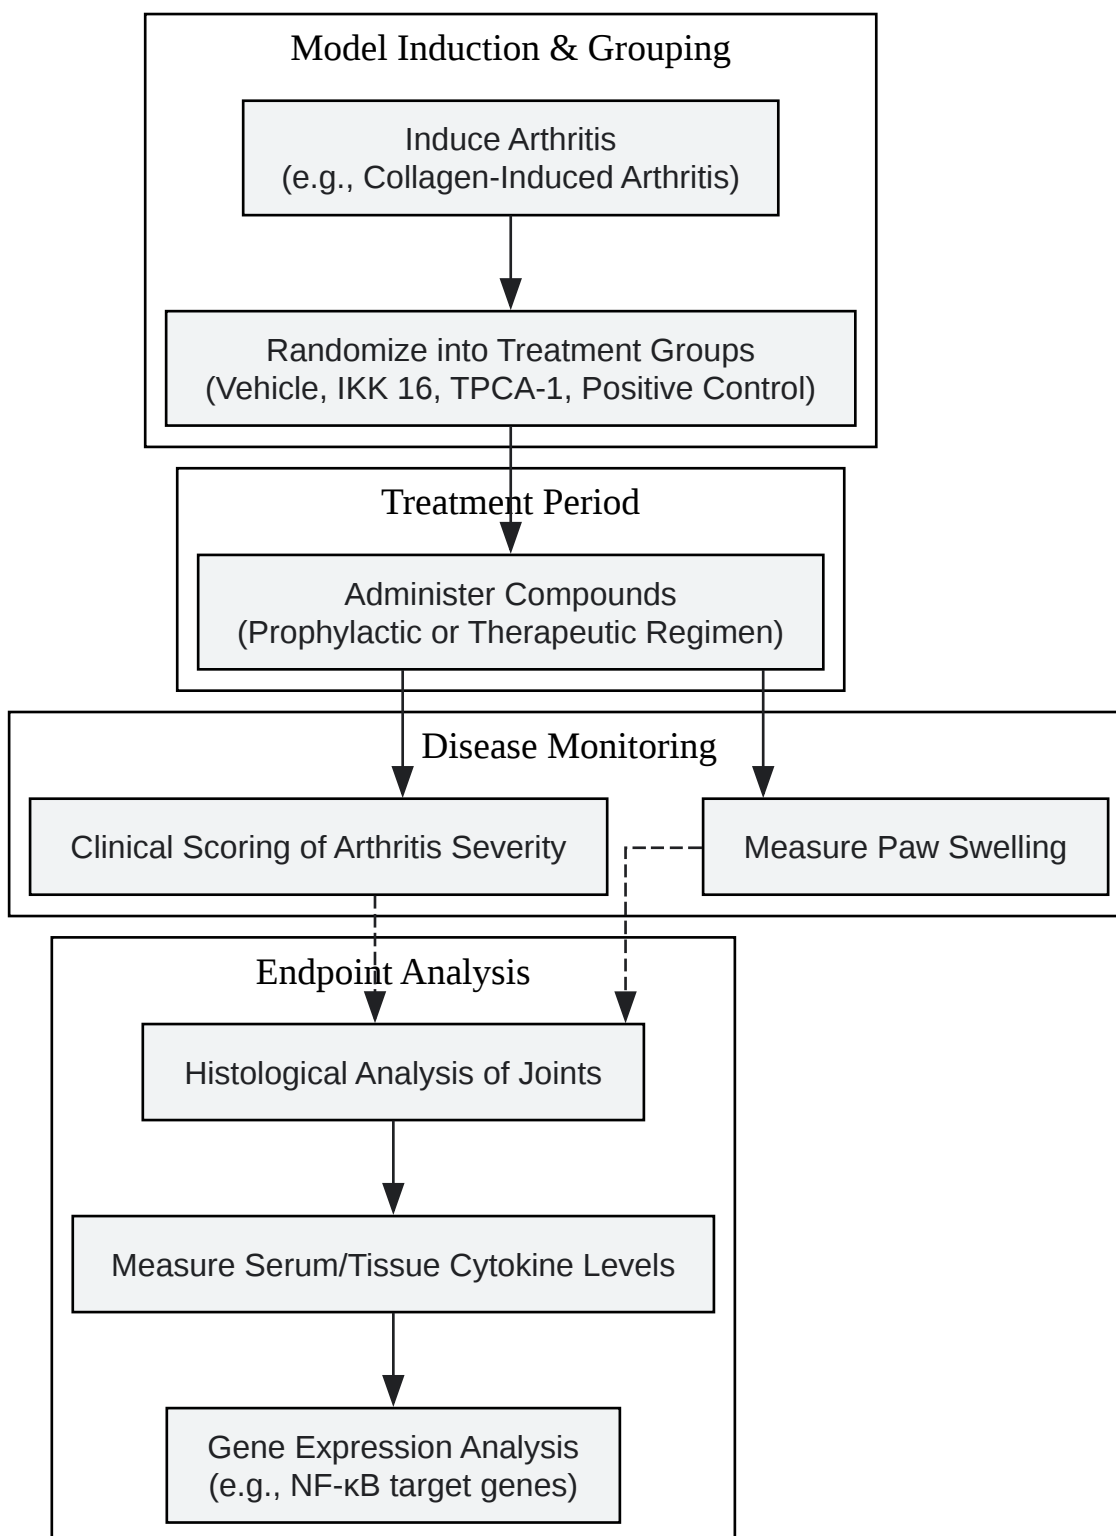 Model Induction & Grouping
Induce Arthritis
(e.g., Collagen-Induced Arthritis)
Randomize into Treatment Groups
(Vehicle, IKK 16, TPCA-1, Positive Control)
Treatment Period
Administer Compounds
(Prophylactic or Therapeutic Regimen)
Disease Monitoring
Clinical Scoring of Arthritis Severity
Measure Paw Swelling
Endpoint Analysis
Histological Analysis of Joints
Measure Serum/Tissue Cytokine Levels
Gene Expression Analysis
(e.g., NF-κB target genes)